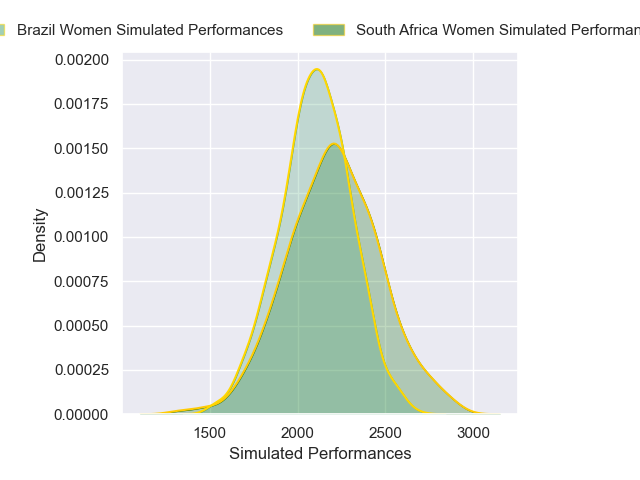 Brazil Women Simulated Performances
South Africa Women Simulated
0.00200
0.00175
0.00150
0.00125
0.00100
0.00075
0.00050
0.00025
0.00000
Density
1500 2000 2500 3000
Simulated Performances